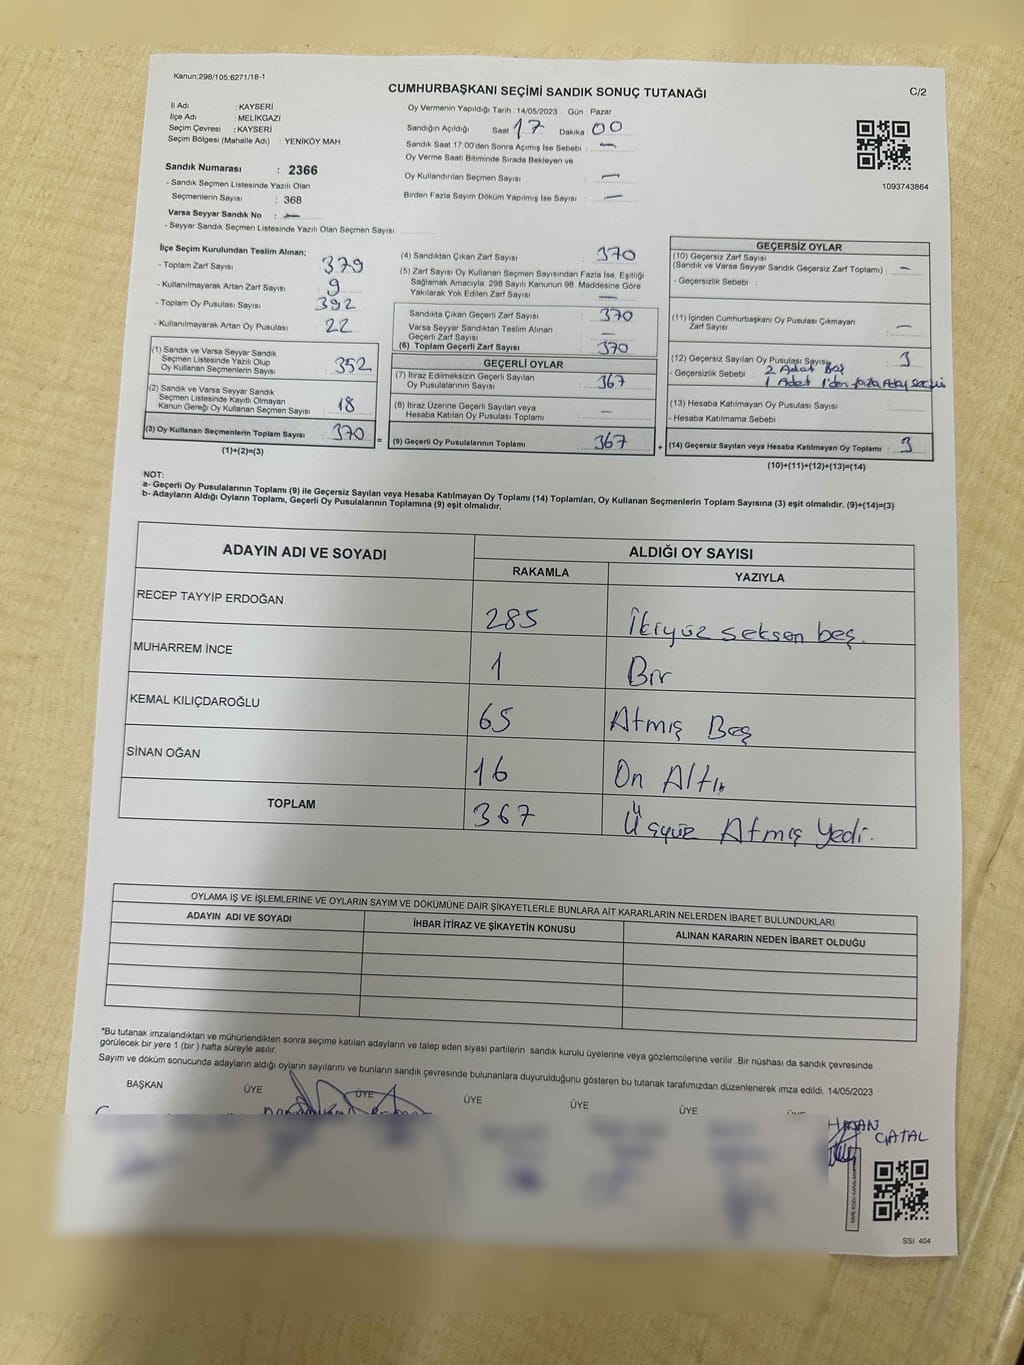 Kanun;298/105;6271/18-1
CUMHURBAŞKANI SEÇİMİ SANDIK SONUÇ TUTANAĞI
C/2
İl Adı : KAYSERİ
İlçe Adı : MELİKGAZİ
Seçim Çevresi : KAYSERİ
Seçim Bölgesi (Mahalle Adı) : YENİKÖY MAH.
Sandık Numarası : 2366
- Sandık Seçmen Listesinde Yazılı Olan
Seçmenlerin Sayısı : 368
Varsa Seyyar Sandık No : —
- Seyyar Sandık Seçmen Listesinde Yazılı Olan Seçmen Sayısı:
Oy Vermenin Yapıldığı Tarih : 14/05/2023 Gün : Pazar
Sandığın Açıldığı Saat 17 Dakika : 00
Sandık Saat 17:00'den Sonra Açımış İse Sebebi : —
Oy Verme Saati Bitiminde Sırada Bekleyen ve
Oy Kullandırılan Seçmen Sayısı : —
Birden Fazla Sayım Döküm Yapılmış İse Sayısı : —
1093743864
İlçe Seçim Kurulundan Teslim Alınan;
- Toplam Zarf Sayısı : 379
- Kullanılmayarak Artan Zarf Sayısı : 9
- Toplam Oy Pusulası Sayısı : 392
- Kullanılmayarak Artan Oy Pusulası : 22
(1) Sandık ve Varsa Seyyar Sandık
Seçmen Listesinde Yazılı Olup
Oy Kullanan Seçmenlerin Sayısı : 352
(2) Sandık ve Varsa Seyyar Sandık
Seçmen Listesinde Kayıtlı Olmayan
Kanun Gereği Oy Kullanan Seçmen Sayısı : 18
(3) Oy Kullanan Seçmenlerin Toplam Sayısı : 370 =
(1)+(2)=(3)
(4) Sandıktan Çıkan Zarf Sayısı : 370
(5) Zarf Sayısı Oy Kullanan Seçmen Sayısından Fazla İse, Eşitliği
Sağlamak Amacıyla; 298 Sayılı Kanunun 98. Maddesine Göre
Yakılarak Yok Edilen Zarf Sayısı : —
Sandıkta Çıkan Geçerli Zarf Sayısı : 370
Varsa Seyyar Sandıktan Teslim Alınan
Geçerli Zarf Sayısı : —
(6) Toplam Geçerli Zarf Sayısı : 370
GEÇERLİ OYLAR
(7) İtiraz Edilmeksizin Geçerli Sayılan
Oy Pusulalarının Sayısı : 367
(8) İtiraz Üzerine Geçerli Sayılan veya
Hesaba Katılan Oy Pusulası Toplamı : —
(9) Geçerli Oy Pusulalarının Toplamı : 367 +
GEÇERSİZ OYLAR
(10) Geçersiz Zarf Sayısı
(Sandık ve Varsa Seyyar Sandık Geçersiz Zarf Toplamı) : —
- Geçersizlik Sebebi :
(11) İçinden Cumhurbaşkanı Oy Pusulası Çıkmayan
Zarf Sayısı : —
(12) Geçersiz Sayılan Oy Pusulası Sayısı : 3
- Geçersizlik Sebebi : 2 Adet Boş
1 Adet 1'den fazla Aday seçimi
(13) Hesaba Katılmayan Oy Pusulası Sayısı :
- Hesaba Katılmama Sebebi :
(14) Geçersiz Sayılan veya Hesaba Katılmayan Oy Toplamı : 3
(10)+(11)+(12)+(13)=(14)
NOT:
a- Geçerli Oy Pusulalarının Toplamı (9) ile Geçersiz Sayılan veya Hesaba Katılmayan Oy Toplamı (14) Toplamları, Oy Kullanan Seçmenlerin Toplam Sayısına (3) eşit olmalıdır. (9)+(14)=(3)
b- Adayların Aldığı Oyların Toplamı, Geçerli Oy Pusulalarının Toplamına (9) eşit olmalıdır.
ADAYIN ADI VE SOYADI ALDIĞI OY SAYISI
RAKAMLA YAZIYLA
RECEP TAYYİP ERDOĞAN 285 İkiyüz seksen beş.
MUHARREM İNCE 1 Bir
KEMAL KILIÇDAROĞLU 65 Atmış Beş
SİNAN OĞAN 16 On Altı
TOPLAM 367 Üçyüz Atmış Yedi.
OYLAMA İŞ VE İŞLEMLERİNE VE OYLARIN SAYIM VE DÖKÜMÜNE DAİR ŞİKAYETLERLE BUNLARA AİT KARARLARIN NELERDEN İBARET BULUNDUKLARI
ADAYIN ADI VE SOYADI İHBAR İTİRAZ VE ŞİKAYETİN KONUSU ALINAN KARARIN NEDEN İBARET OLDUĞU
*Bu tutanak imzalandıktan ve mühürlendikten sonra seçime katılan adayların ve talep eden siyasi partilerin sandık kurulu üyelerine veya gözlemcilerine verilir. Bir nüshası da sandık çevresinde
görülecek bir yere 1 (bir ) hafta süreyle asılır.
Sayım ve döküm sonucunda adayların aldığı oyların sayılarını ve bunların sandık çevresinde bulunanlara duyurulduğunu gösteren bu tutanak tarafımızdan düzenlenerek imza edildi. 14/05/2023
BAŞKAN ÜYE ÜYE ÜYE ÜYE ÜYE
ÇATAL
SSI 404